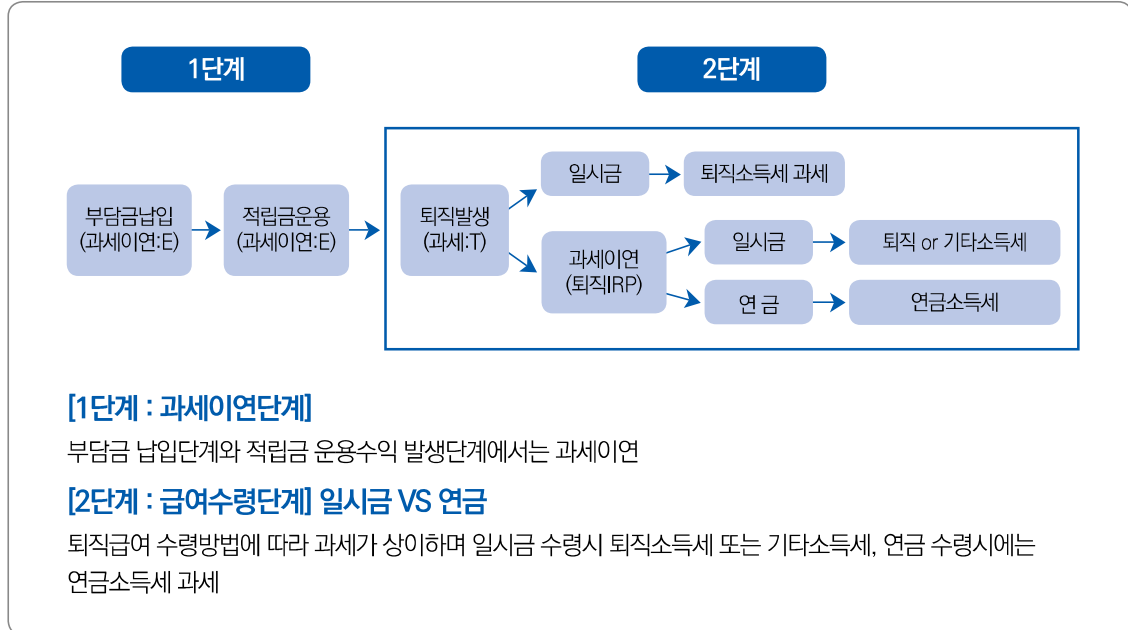 1단계
2단계
부담금납입
(과세이연:E)
적립금운용
(과세이연:E)
퇴직발생
(과세:T)
일시금
퇴직소득세 과세
과세이연
(퇴직IRP)
일시금
퇴직 or 기타소득세
연 금
연금소득세
[1단계 : 과세이연단계]
부담금 납입단계와 적립금 운용수익 발생단계에서는 과세이연
[2단계 : 급여수령단계] 일시금 VS 연금
퇴직급여 수령방법에 따라 과세가 상이하며 일시금 수령시 퇴직소득세 또는 기타소득세, 연금 수령시에는
연금소득세 과세